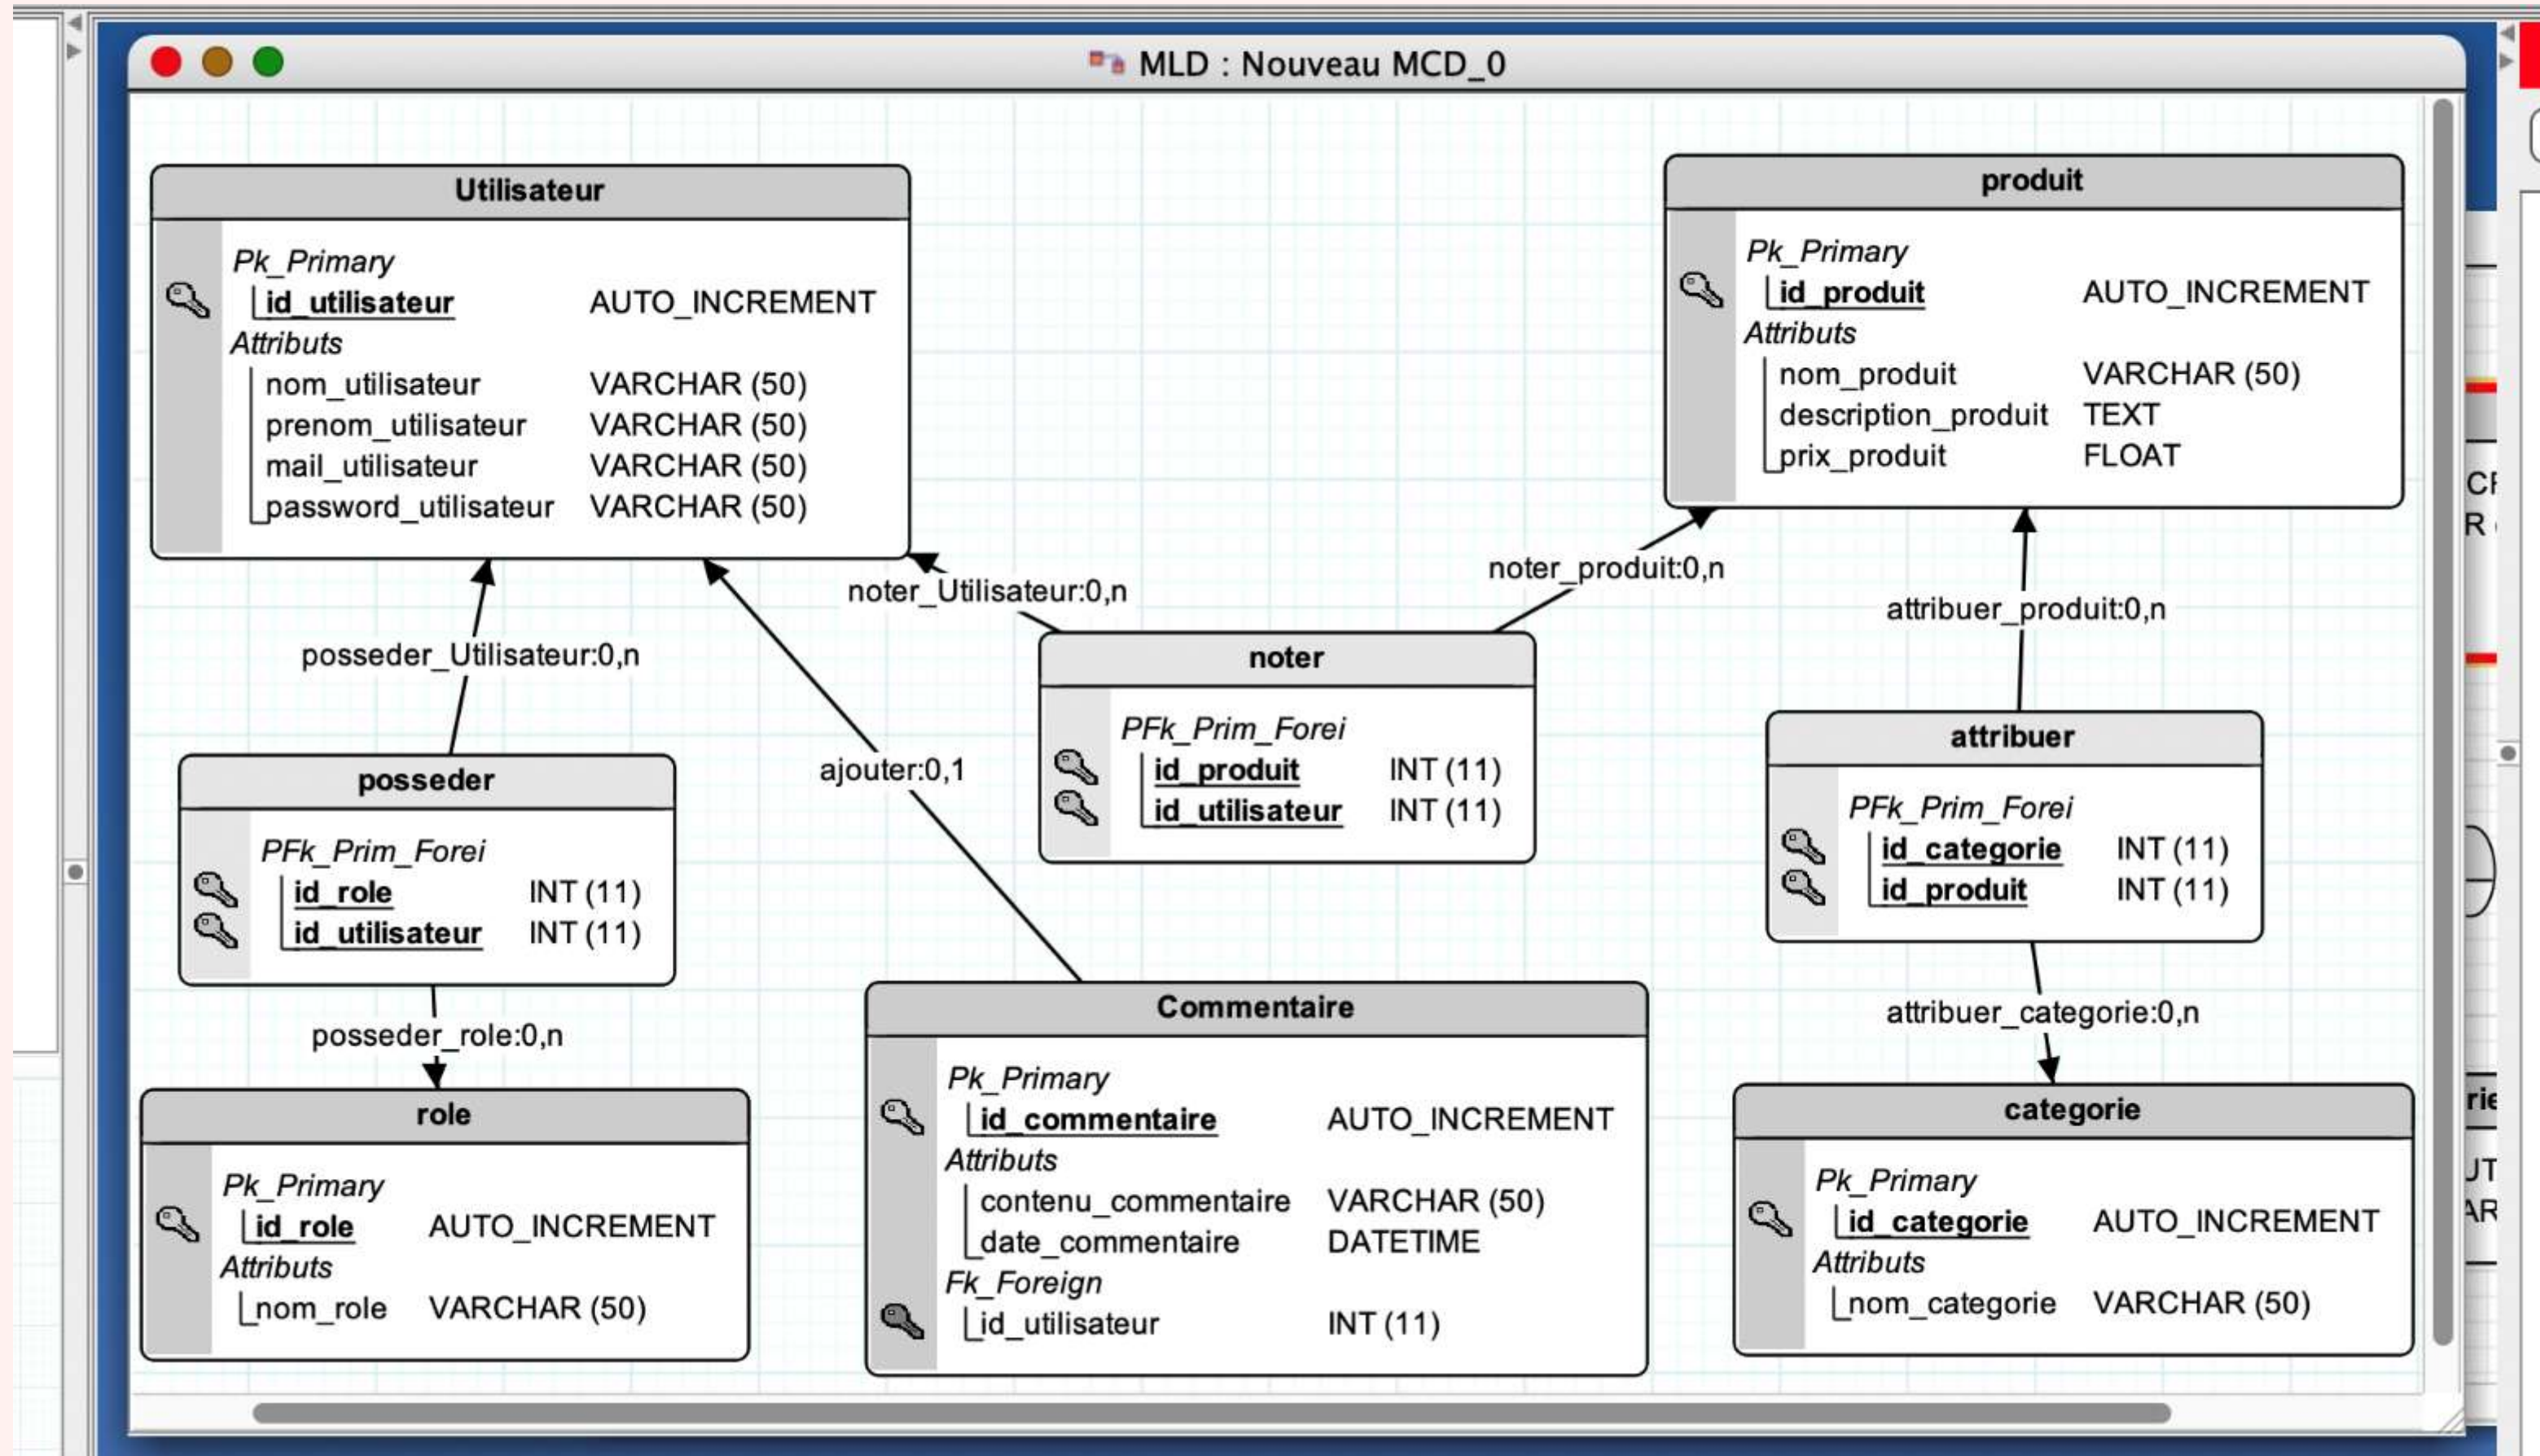 MLD : Nouveau MCD_0
Utilisateur
Pk_Primary
id_utilisateur AUTO_INCREMENT
Attributs
nom_utilisateur VARCHAR (50)
prenom_utilisateur VARCHAR (50)
mail_utilisateur VARCHAR (50)
password_utilisateur VARCHAR (50)
produit
Pk_Primary
id_produit AUTO_INCREMENT
Attributs
nom_produit VARCHAR (50)
description_produit TEXT
prix_produit FLOAT
noter_Utilisateur:0,n
noter_produit:0,n
attribuer_produit:0,n
posseder_Utilisateur:0,n
ajouter:0,1
noter
PFk_Prim_Forei
id_produit INT (11)
id_utilisateur INT (11)
attribuer
PFk_Prim_Forei
id_categorie INT (11)
id_produit INT (11)
posseder
PFk_Prim_Forei
id_role INT (11)
id_utilisateur INT (11)
posseder_role:0,n
attribuer_categorie:0,n
role
Pk_Primary
id_role AUTO_INCREMENT
Attributs
nom_role VARCHAR (50)
Commentaire
Pk_Primary
id_commentaire AUTO_INCREMENT
Attributs
contenu_commentaire VARCHAR (50)
date_commentaire DATETIME
Fk_Foreign
id_utilisateur INT (11)
categorie
Pk_Primary
id_categorie AUTO_INCREMENT
Attributs
nom_categorie VARCHAR (50)